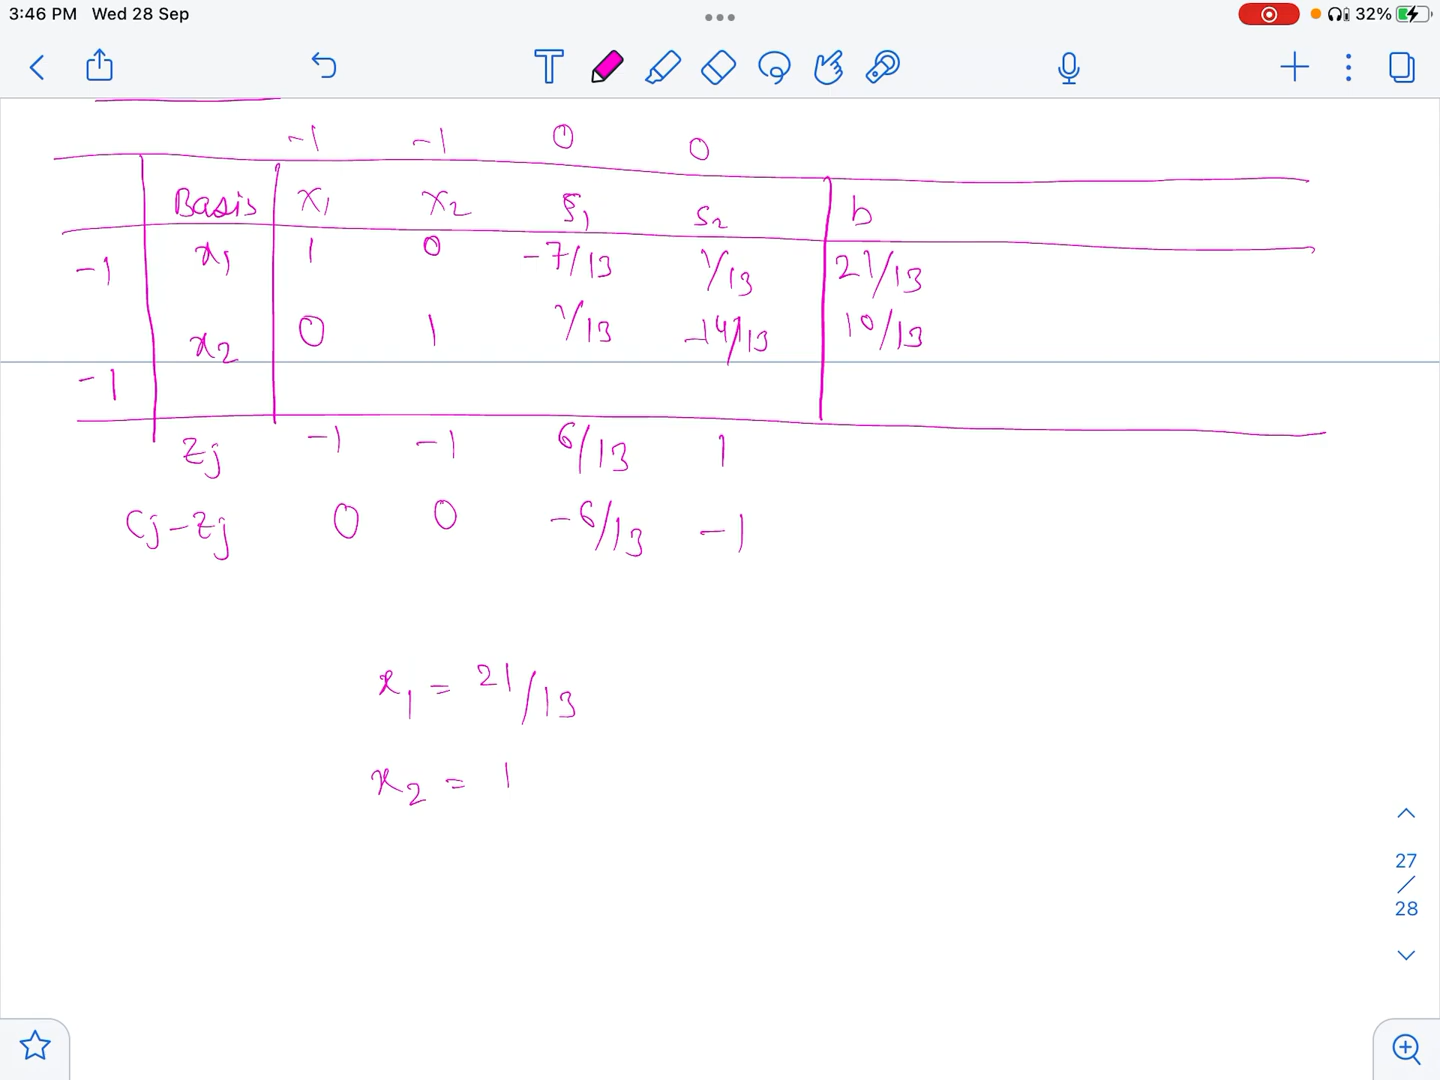 3:46 PM Wed 28 Sep 32%
-1 -1 0 0
Basis x1 x2 S1 S2 b
-1 x1 1 0 -7/13 1/13 21/13
x2 0 1 1/13 -14/13 10/13
-1
Zj -1 -1 6/13 1
Cj-Zj 0 0 -6/13 -1
x1 = 21/13
x2 = 1
27
/
28